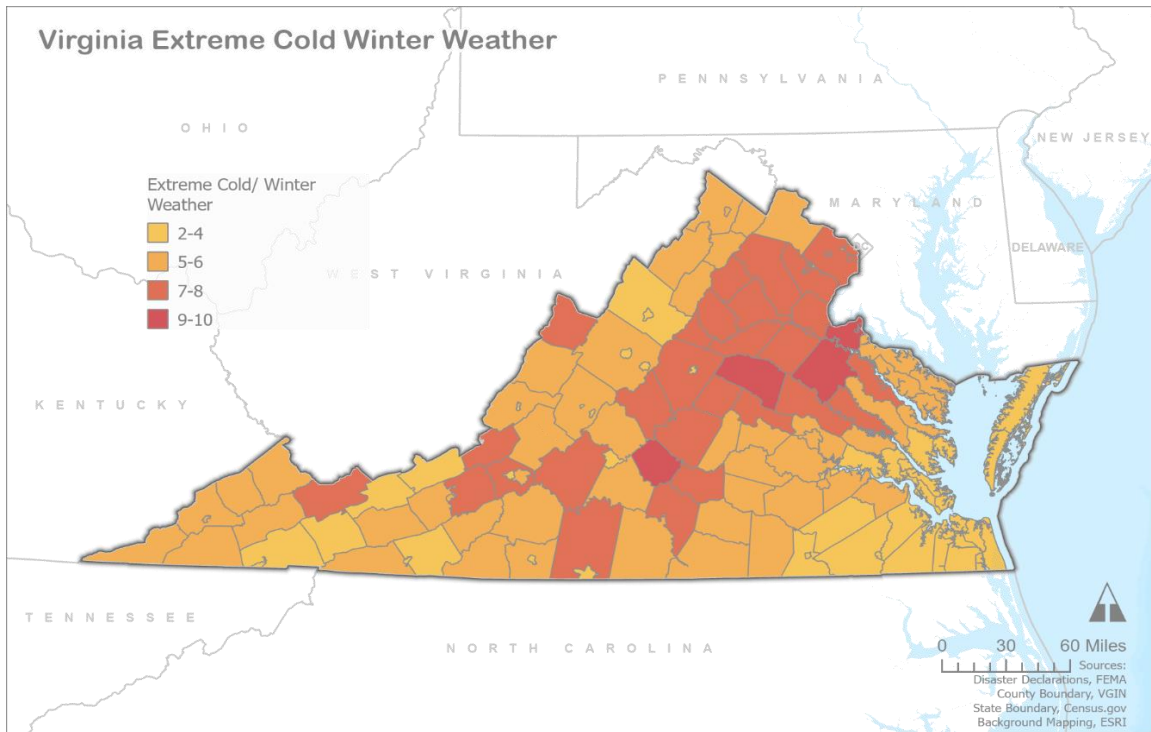 Virginia Extreme Cold Winter Weather
PENNSYLVANIA
OHIO
NEW JERSEY
Extreme Cold/ Winter
Weather
2-4
5-6
7-8
9-10
MARYLAND
DC
DELAWARE
WEST VIRGINIA
KENTUCKY
TENNESSEE
NORTH CAROLINA
0 30 60 Miles
Sources:
Disaster Declarations, FEMA
County Boundary, VGIN
State Boundary, Census.gov
Background Mapping, ESRI